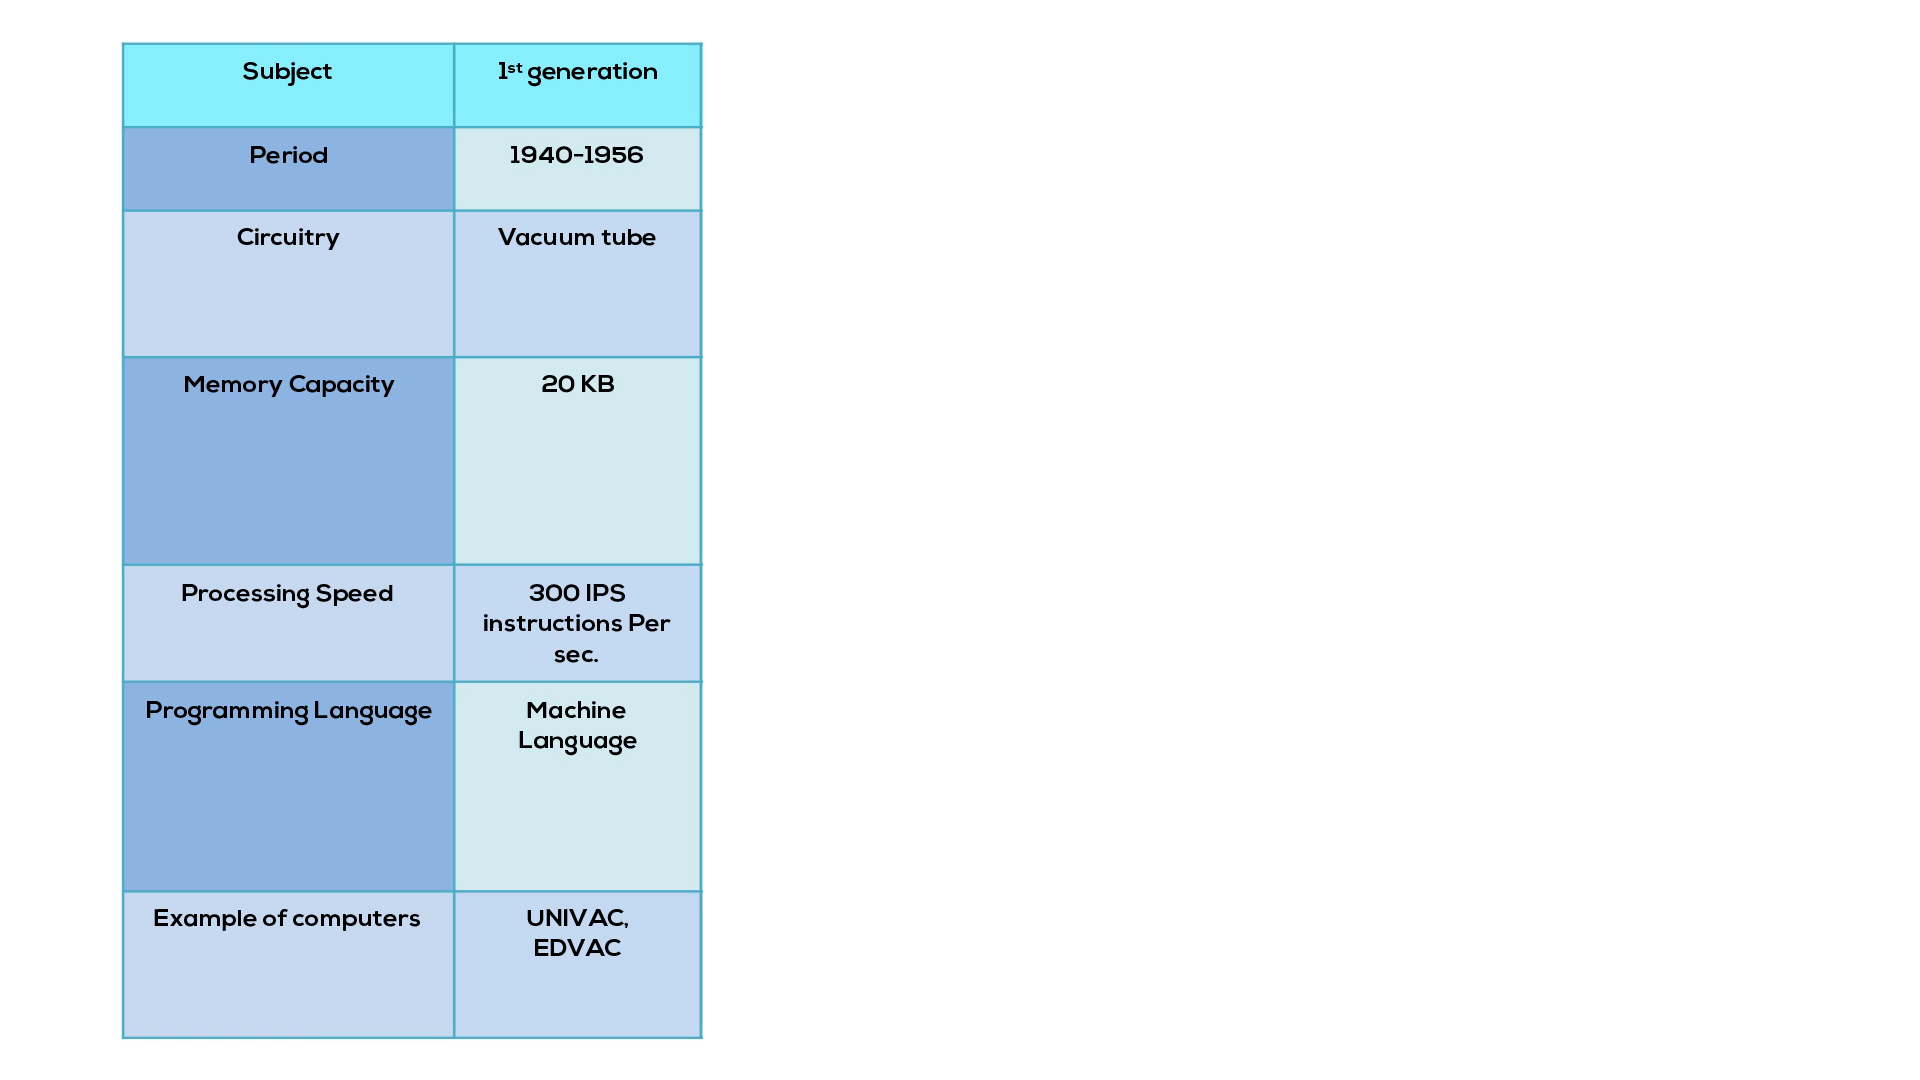 Subject 1st generation
Period 1940-1956
Circuitry Vacuum tube
Memory Capacity 20 KB
Processing Speed 300 IPS
instructions Per
sec.
Programming Language Machine
Language
Example of computers UNIVAC,
EDVAC